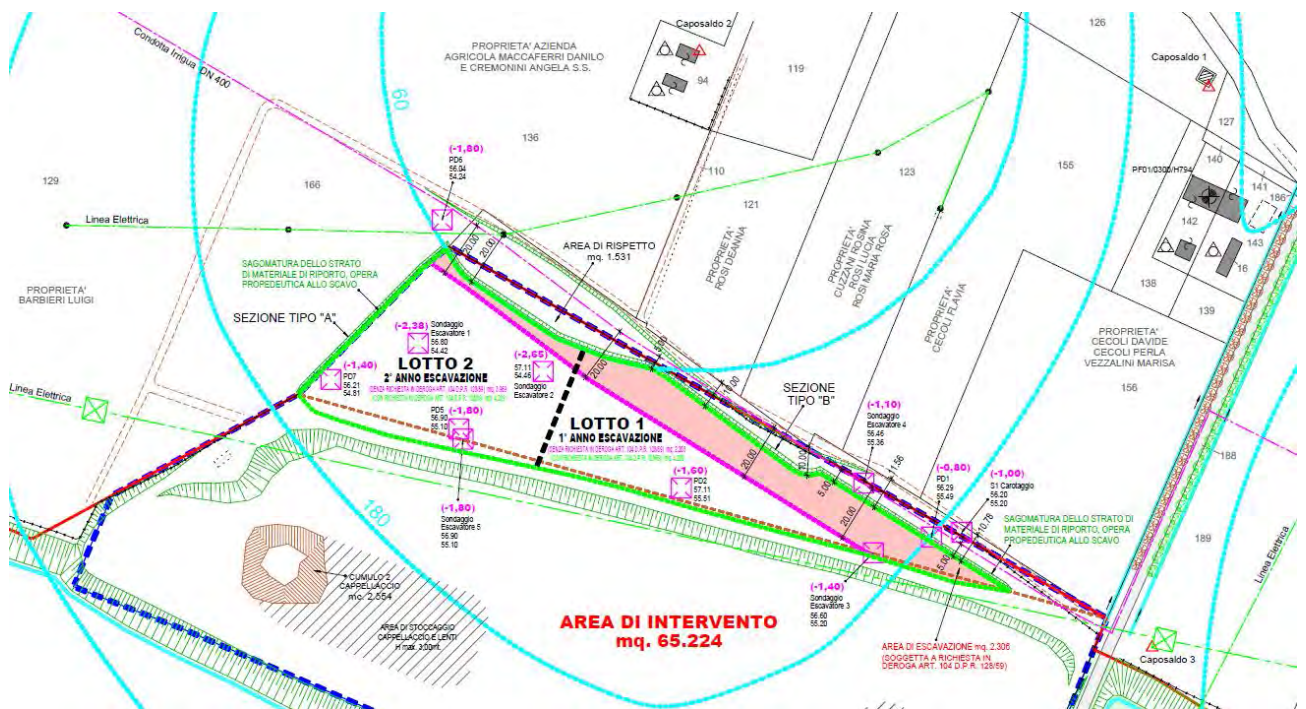 Condotta Irrigua DN 400
60
PROPRIETA' AZIENDA
AGRICOLA MACCAFERRI DANILO
E CREMONINI ANGELA S.S.
Caposaldo 2
94
119
126
Caposaldo 1
127
136
129
166
110
121
123
155
PF01/0300/H794
140
141
186
142
143
16
138
139
Linea Elettrica
(-1,80)
PD6
56.04
54.24
20.00
20.00
AREA DI RISPETTO
mq. 1.531
PROPRIETA'
ROSI DEANNA
PROPRIETA'
CUZZANI ROSINA
ROSI LUCIA
ROSI MARIA ROSA
PROPRIETA'
CECOLI FLAVIA
PROPRIETA'
CECOLI DAVIDE
CECOLI PERLA
VEZZALINI MARISA
156
SAGOMATURA DELLO STRATO
DI MATERIALE DI RIPORTO, OPERA
PROPEDEUTICA ALLO SCAVO
PROPRIETA'
BARBIERI LUIGI
SEZIONE TIPO "A"
(-2,38)
Sondaggio
Escavatore 1
56.80
54.42
(-1,40)
PD7
56.21
54.81
LOTTO 2
2° ANNO ESCAVAZIONE
(-2,65)
57.11
54.46
Sondaggio
Escavatore 2
5.00
20.00
SEZIONE
TIPO "B"
Linea Elettrica
PD5
56.90
55.10
(-1,80)
LOTTO 1
1° ANNO ESCAVAZIONE
(-1,10)
Sondaggio
Escavatore 4
56.46
55.36
20.00
10.00
5.00
11.56
(-0,80)
PD1
56.29
55.49
(-1,00)
S1 Carotaggio
56.20
55.20
(-1,60)
PD2
57.11
55.51
20.00
10.78
5.00
SAGOMATURA DELLO STRATO DI
MATERIALE DI RIPORTO, OPERA
PROPEDEUTICA ALLO SCAVO
188
189
Linea Elettrica
180
(-1,80)
Sondaggio
Escavatore 5
56.90
55.10
(-1,40)
Sondaggio
Escavatore 3
56.60
55.20
CUMULO 2
CAPPELLACCIO
mc. 2.554
AREA DI STOCCAGGIO
CAPPELLACCIO E LENTI
H max. 3,00mt.
AREA DI INTERVENTO
mq. 65.224
AREA DI ESCAVAZIONE mq. 2.306
(SOGGETTA A RICHIESTA IN
DEROGA ART. 104 D.P.R. 128/59)
Caposaldo 3